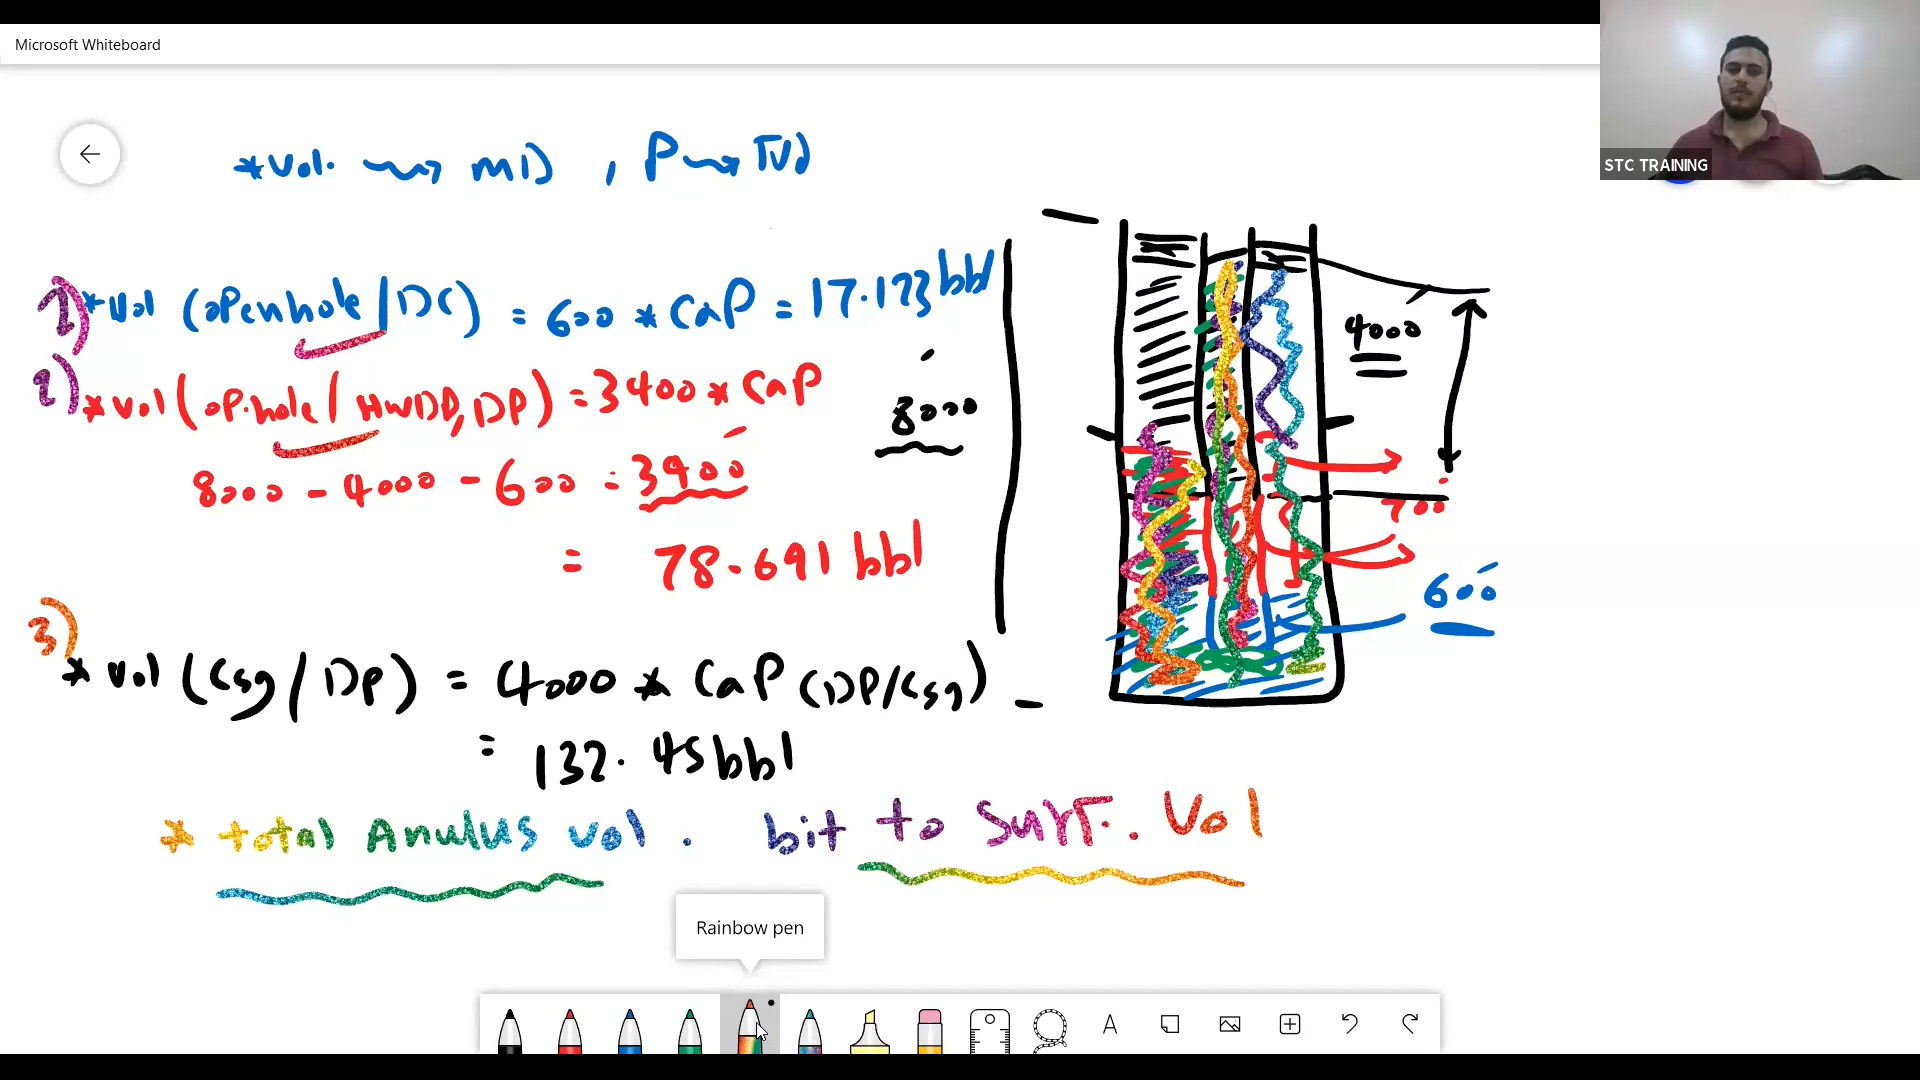 Microsoft Whiteboard
STC TRAINING
*vol. → MD , P → TVD
1) *vol (openhole/DC) = 600 * CaP = 17.173 bbl
2) *vol (oP.hole/HWDP,DP) = 3400 * CaP
8000 - 4000 - 600 = 3400
= 78.691 bbl
8000
3) *vol (Csg/DP) = 4000 * CaP (DP/Csg)
= 132.45 bbl
* total Anulus vol. bit to Surf. Vol
4000
700
600
Rainbow pen
A